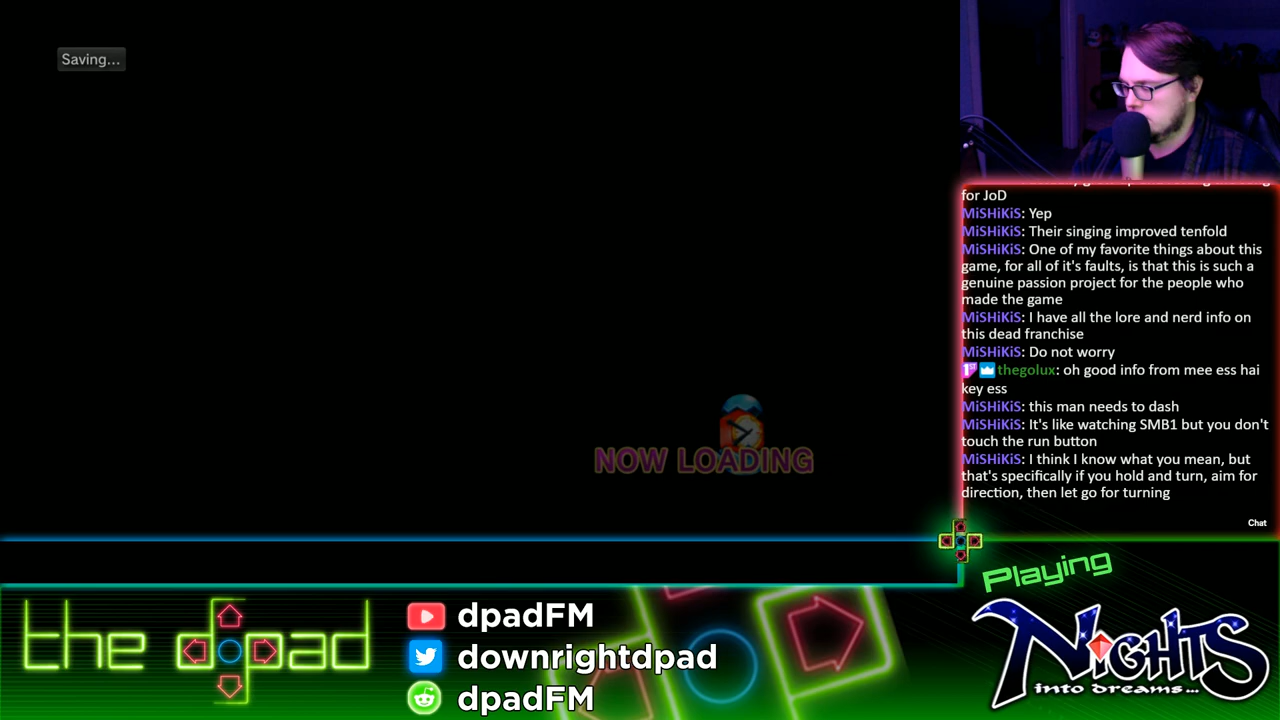 Saving...
NOW LOADING
for JoD
MiSHiKiS: Yep
MiSHiKiS: Their singing improved tenfold
MiSHiKiS: One of my favorite things about this
game, for all of it's faults, is that this is such a
genuine passion project for the people who
made the game
MiSHiKiS: I have all the lore and nerd info on
this dead franchise
MiSHiKiS: Do not worry
1ST thegolux: oh good info from mee ess hai
key ess
MiSHiKiS: this man needs to dash
MiSHiKiS: It's like watching SMB1 but you don't
touch the run button
MiSHiKiS: I think I know what you mean, but
that's specifically if you hold and turn, aim for
direction, then let go for turning
Chat
Playing
NiGHTS
into dreams...
the dpad
dpadFM
downrightdpad
dpadFM